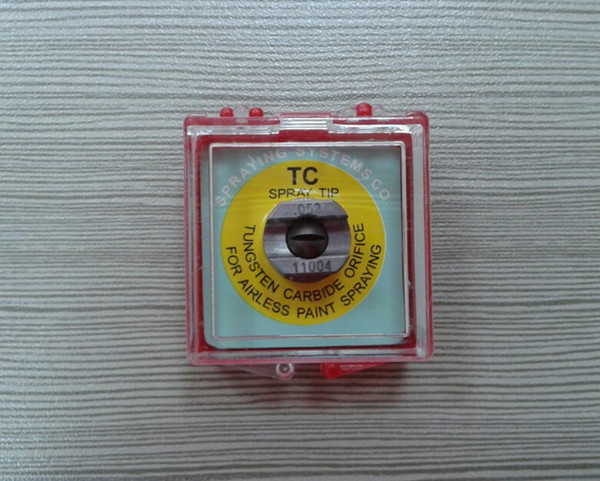 SPRAYING SYSTEMS CO
TC
SPRAY TIP
.052
11004
TUNGSTEN CARBIDE ORIFICE
FOR AIRLESS PAINT SPRAYING